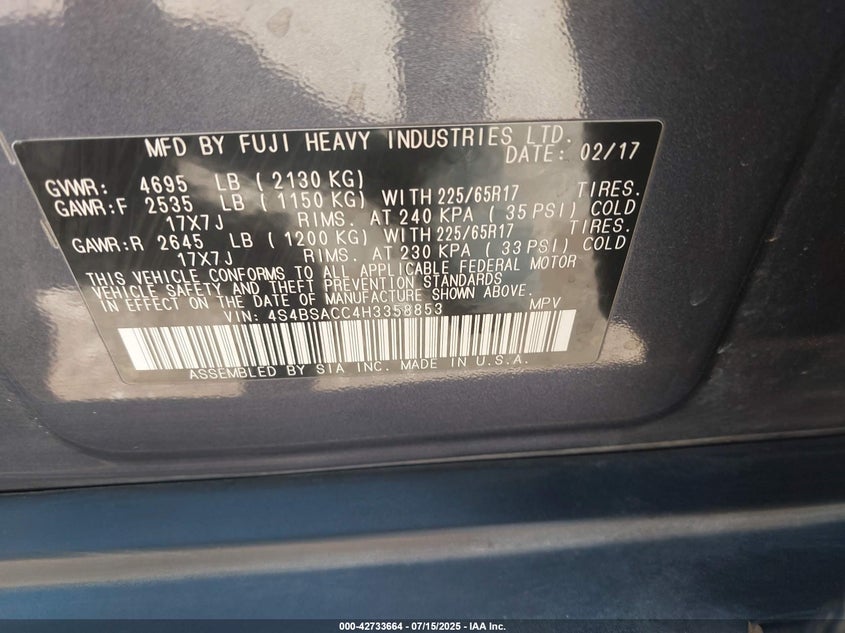 MFD BY FUJI HEAVY INDUSTRIES LTD.
DATE: 02/17
GVWR: 4695 LB ( 2130 KG)
GAWR:F 2535 LB ( 1150 KG) WITH 225/65R17 TIRES.
17X7J RIMS. AT 240 KPA ( 35 PSI) COLD
GAWR:R 2645 LB ( 1200 KG) WITH 225/65R17 TIRES.
17X7J RIMS. AT 230 KPA ( 33 PSI) COLD
THIS VEHICLE CONFORMS TO ALL APPLICABLE FEDERAL MOTOR
VEHICLE SAFETY AND THEFT PREVENTION STANDARDS
IN EFFECT ON THE DATE OF MANUFACTURE SHOWN ABOVE.
VIN: 4S4BSACC4H3358853 MPV
ASSEMBLED BY SIA INC. MADE IN U.S.A.
000-42733664 / 07/15/2025 - IAA Inc.